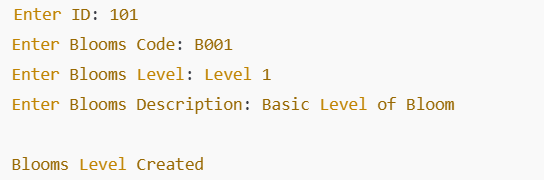 Enter ID: 101
Enter Blooms Code: B001
Enter Blooms Level: Level 1
Enter Blooms Description: Basic Level of Bloom
Blooms Level Created